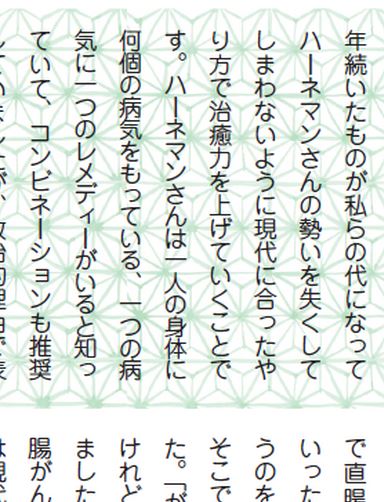 年続いたものが私らの代になって
ハーネマンさんの勢いを失くして
しまわないように現代に合ったや
り方で治癒力を上げていくことで
す。ハーネマンさんは一人の身体に
何個の病気をもっている、一つの病
気に一つのレメディーがいると知っ
ていて、コンビネーションも推奨
で直腸
いった
うのを
そこで
た。「が
けれど
ました
腸がん